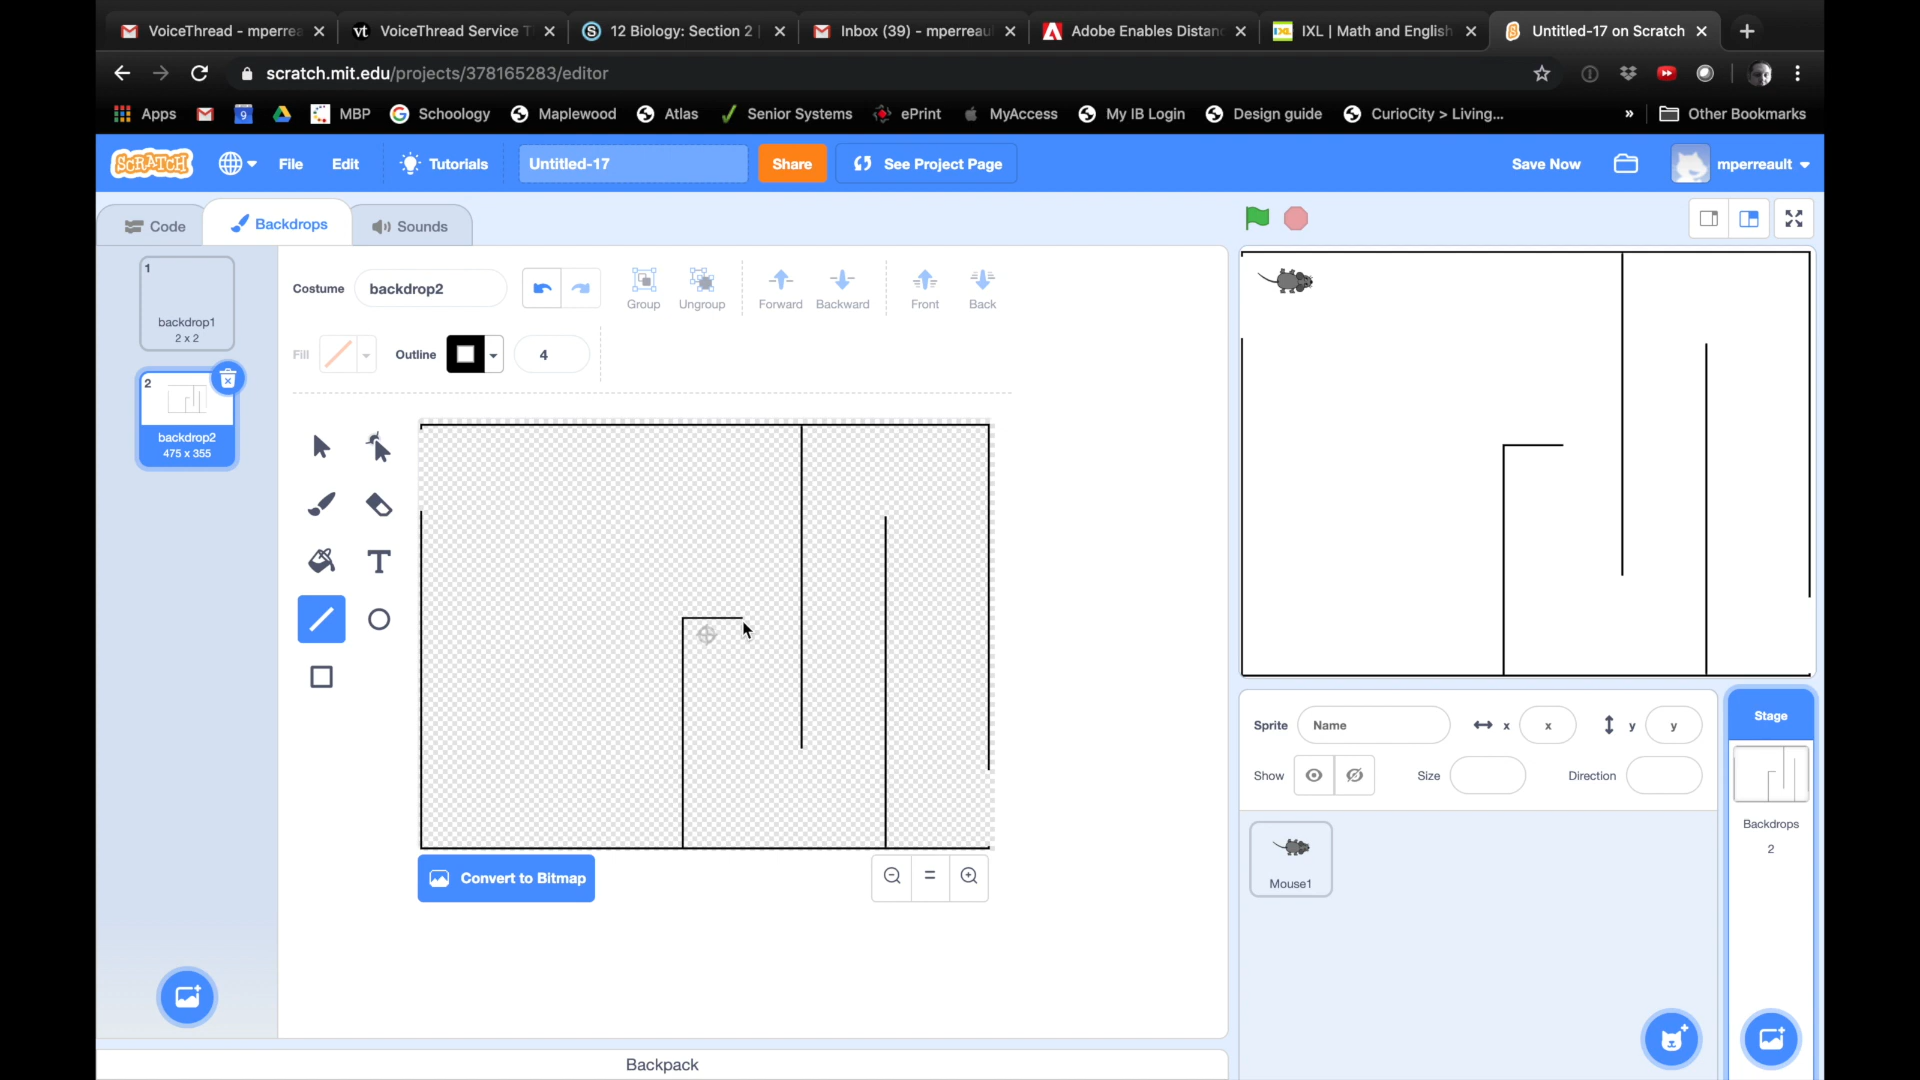 VoiceThread - mperrea
VoiceThread Service T
12 Biology: Section 2
Inbox (39) - mperreau
Adobe Enables Distanc
IXL | Math and English
Untitled-17 on Scratch
scratch.mit.edu/projects/378165283/editor
Apps
9
MBP
Schoology
Maplewood
Atlas
Senior Systems
ePrint
MyAccess
My IB Login
Design guide
CurioCity > Living...
»
Other Bookmarks
SCRATCH
File
Edit
Tutorials
Untitled-17
Share
See Project Page
Save Now
mperreault
Code
Backdrops
Sounds
1
backdrop1
2 x 2
2
backdrop2
475 x 355
Costume
backdrop2
Group
Ungroup
Forward
Backward
Front
Back
Fill
Outline
4
T
Convert to Bitmap
Sprite
Name
x
x
y
y
Show
Size
Direction
Mouse1
Stage
Backdrops
2
Backpack